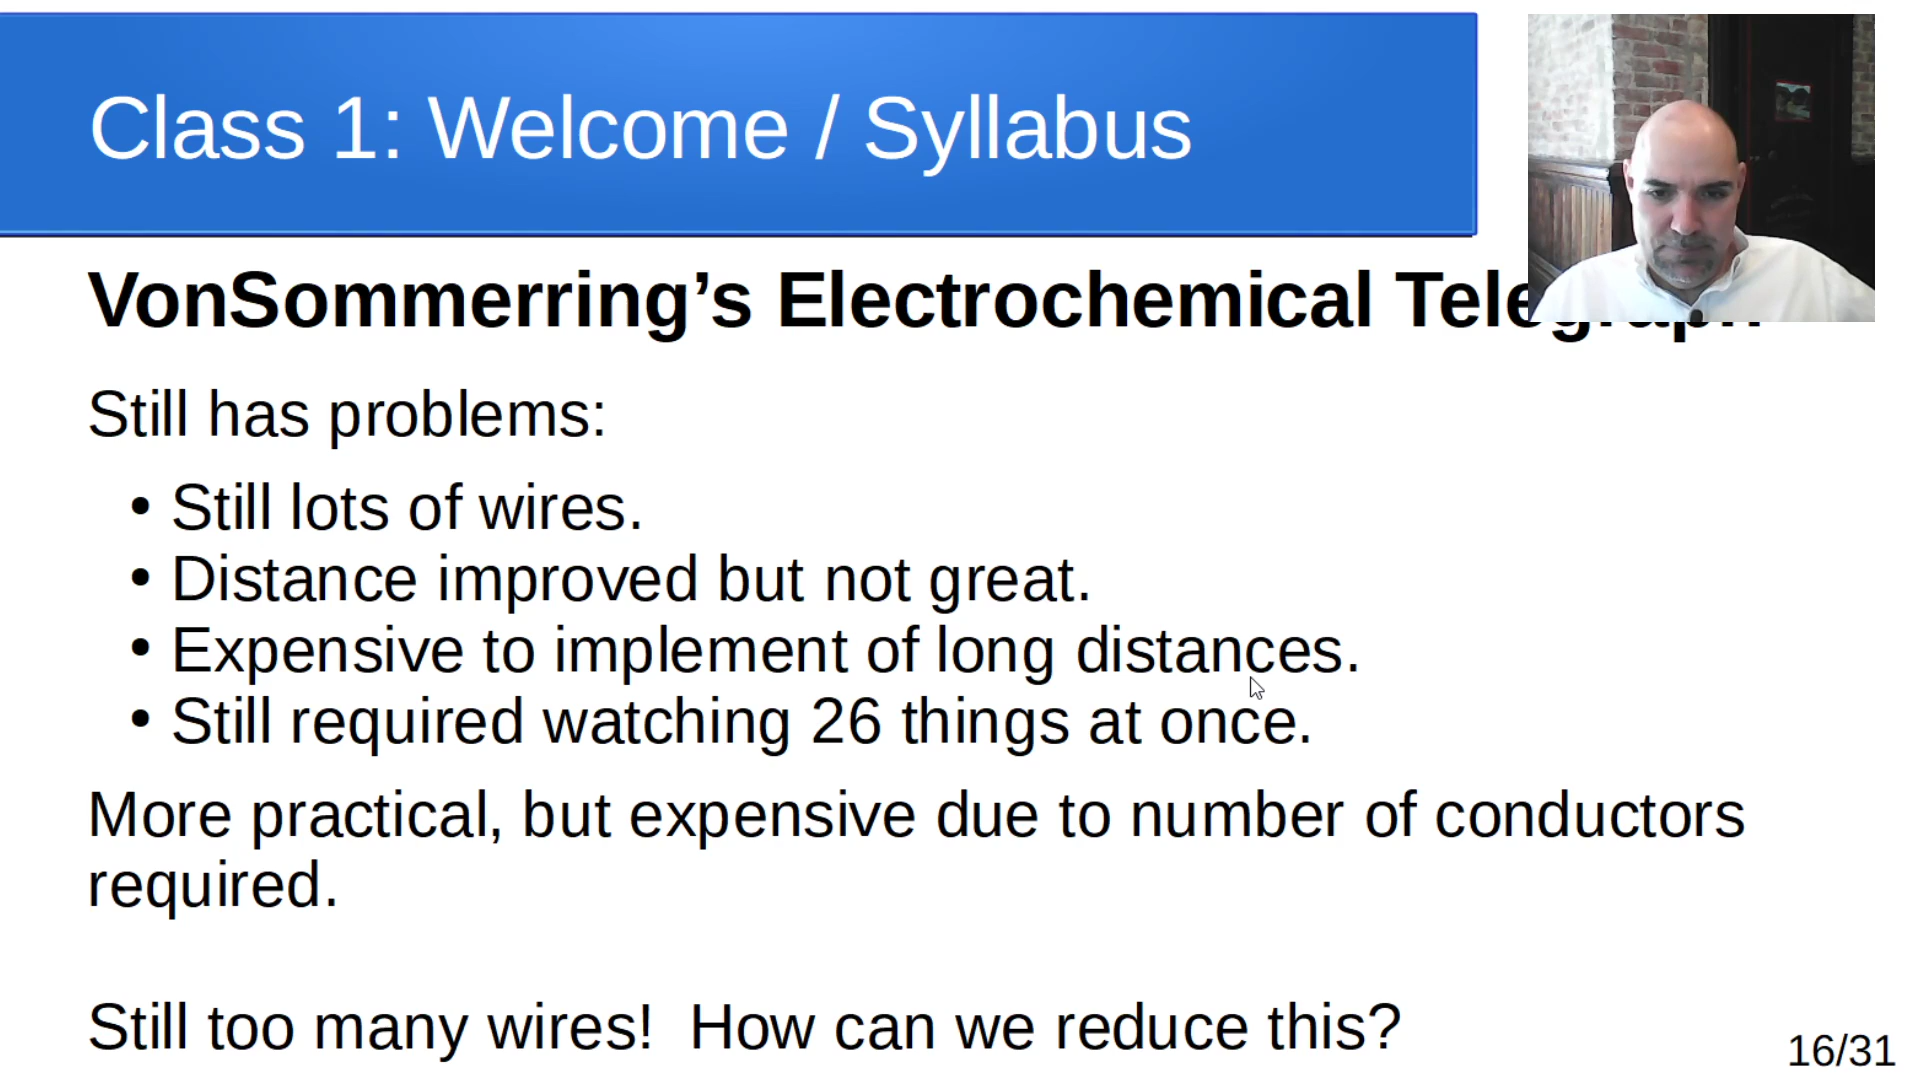 Class 1: Welcome / Syllabus
VonSommerring’s Electrochemical Telegraph
Still has problems:
• Still lots of wires.
• Distance improved but not great.
• Expensive to implement of long distances.
• Still required watching 26 things at once.
More practical, but expensive due to number of conductors
required.
Still too many wires!  How can we reduce this?
16/31